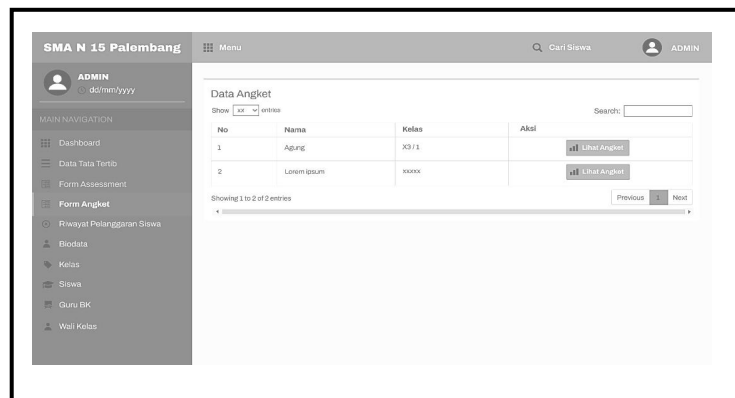 SMA N 15 Palembang
Menu
Cari Siswa
ADMIN
ADMIN
dd/mm/yyyy
MAIN NAVIGATION
Dashboard
Data Tata Tertib
Form Assessment
Form Angket
Riwayat Pelanggaran Siswa
Biodata
Kelas
Siswa
Guru BK
Wali Kelas
Data Angket
Show xx entries
Search:
No Nama Kelas Aksi
1 Agung X3 / 1 Lihat Angket
2 Lorem ipsum xxxxx Lihat Angket
Showing 1 to 2 of 2 entries
Previous 1 Next